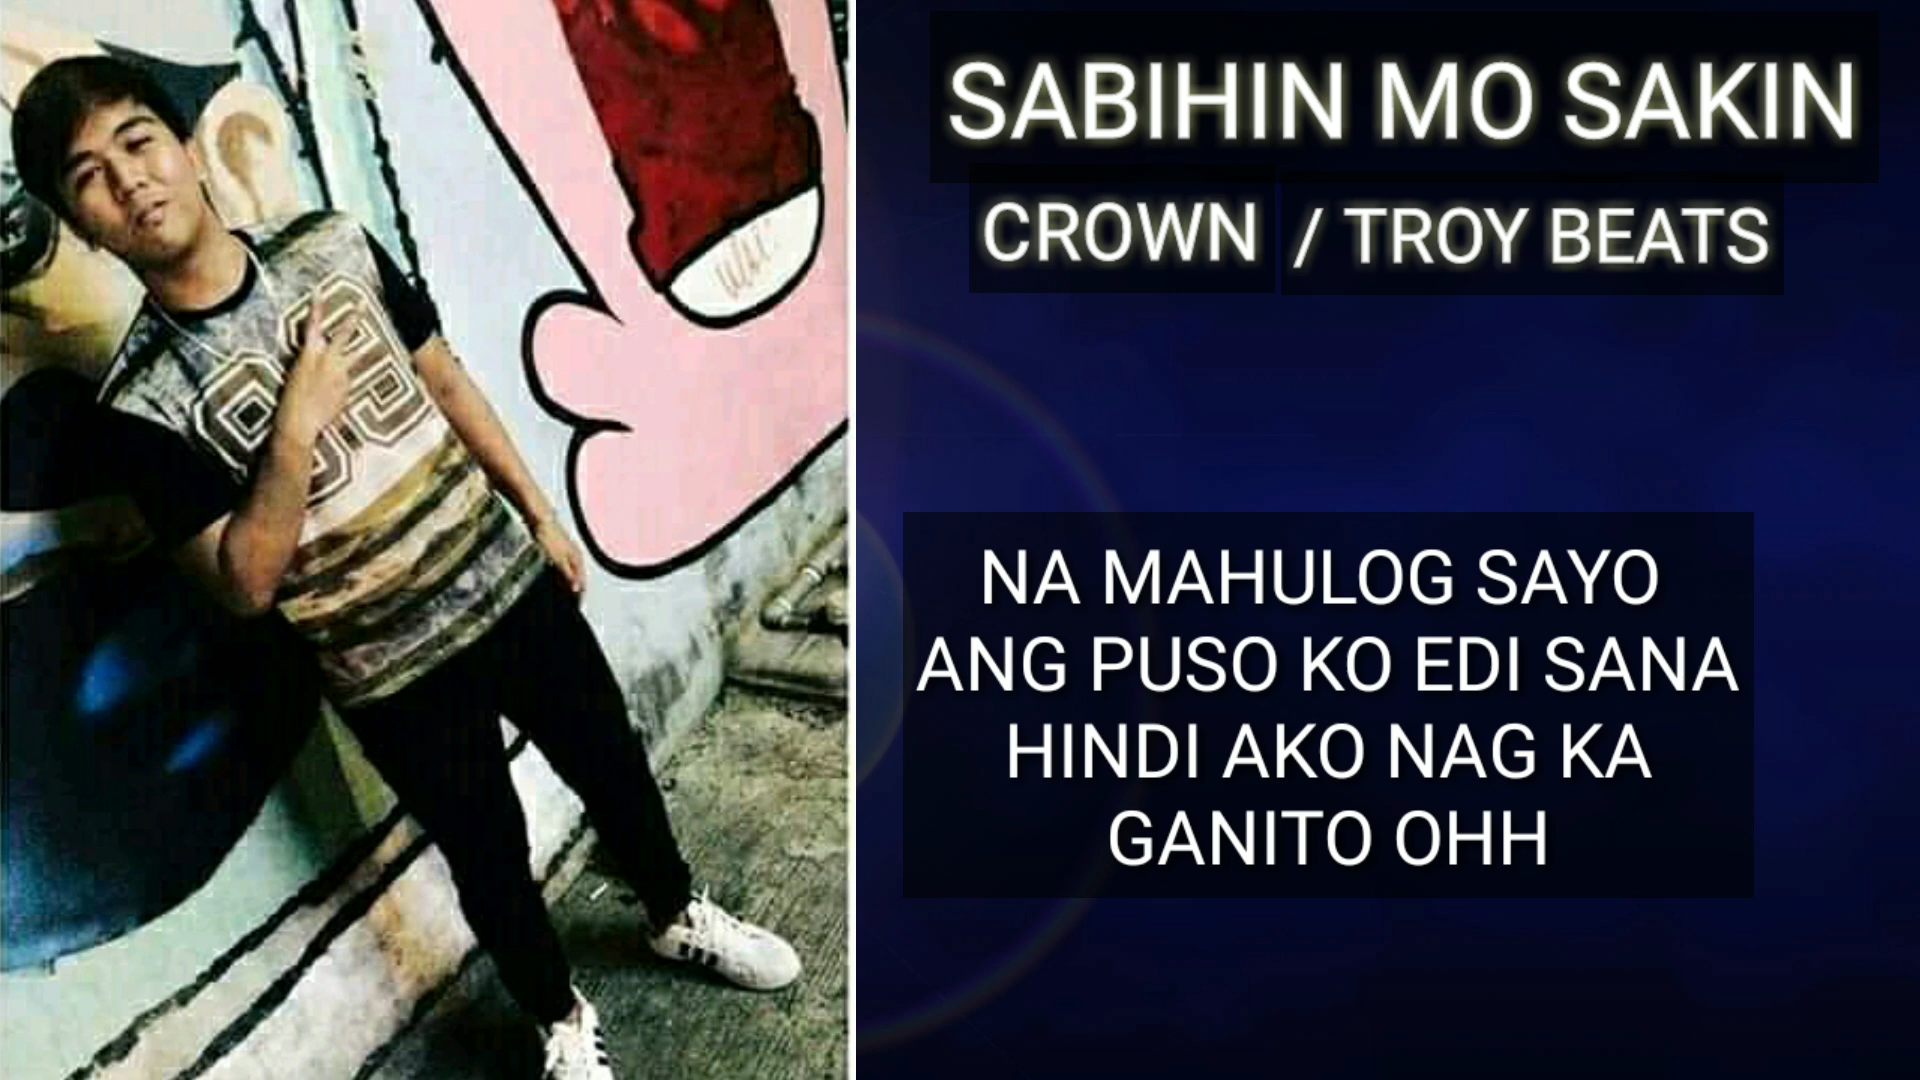 SABIHIN MO SAKIN
CROWN / TROY BEATS
NA MAHULOG SAYO
ANG PUSO KO EDI SANA
HINDI AKO NAG KA
GANITO OHH